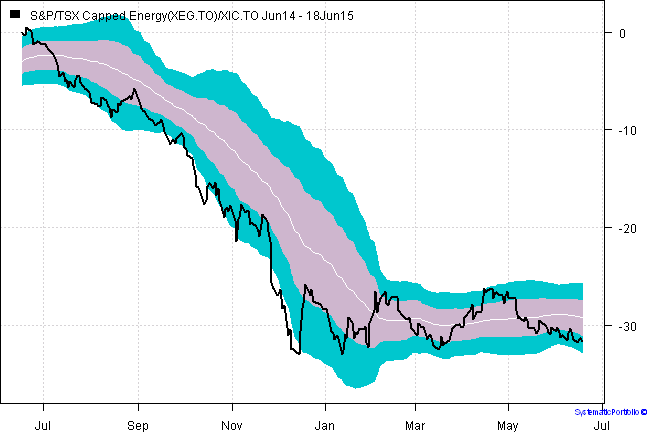 S&P/TSX Capped Energy(XEG.TO)/XIC.TO Jun14 - 18Jun15
0
-10
-20
-30
SystematicPortfolio ©
Jul Sep Nov Jan Mar May Jul